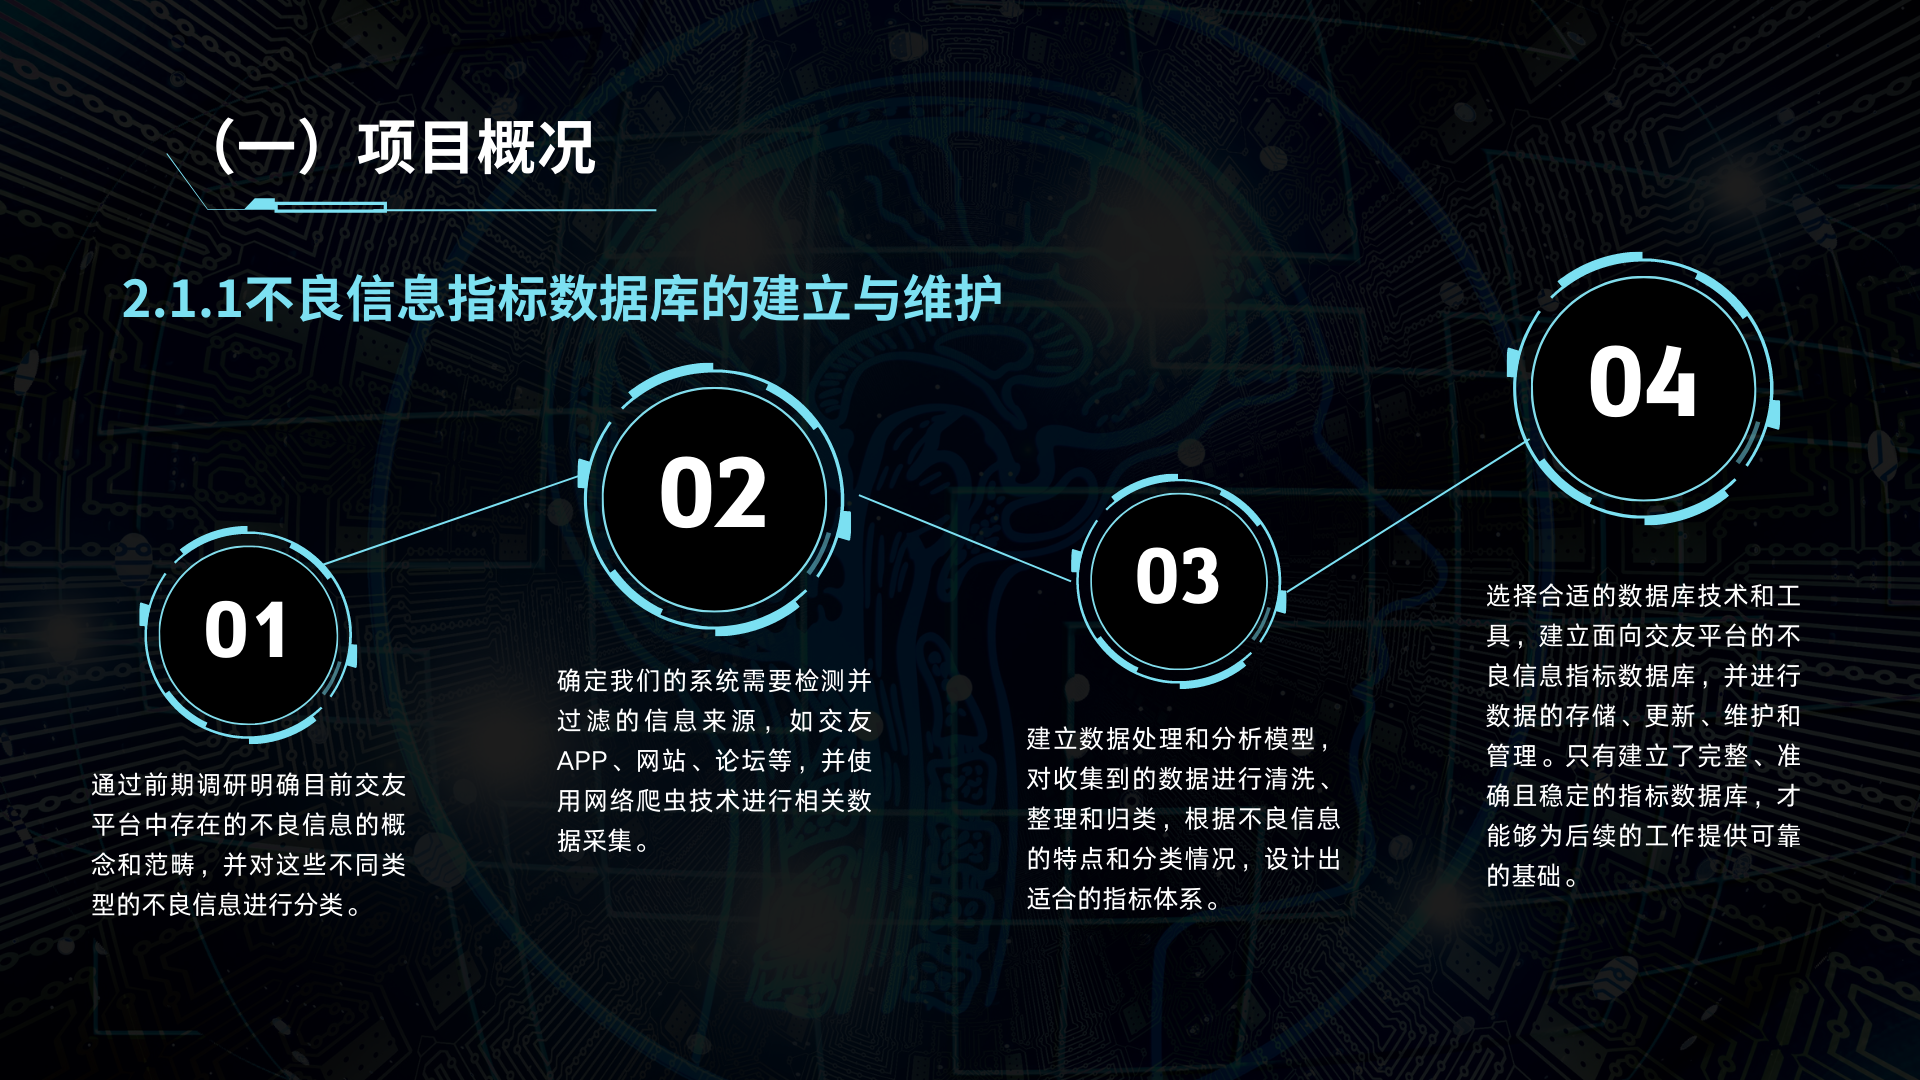 （一）项目概况
2.1.1不良信息指标数据库的建立与维护
01
通过前期调研明确目前交友
平台中存在的不良信息的概
念和范畴，并对这些不同类
型的不良信息进行分类。
02
确定我们的系统需要检测并
过滤的信息来源，如交友
APP、网站、论坛等，并使
用网络爬虫技术进行相关数
据采集。
03
建立数据处理和分析模型，
对收集到的数据进行清洗、
整理和归类，根据不良信息
的特点和分类情况，设计出
适合的指标体系。
04
选择合适的数据库技术和工
具，建立面向交友平台的不
良信息指标数据库，并进行
数据的存储、更新、维护和
管理。只有建立了完整、准
确且稳定的指标数据库，才
能够为后续的工作提供可靠
的基础。